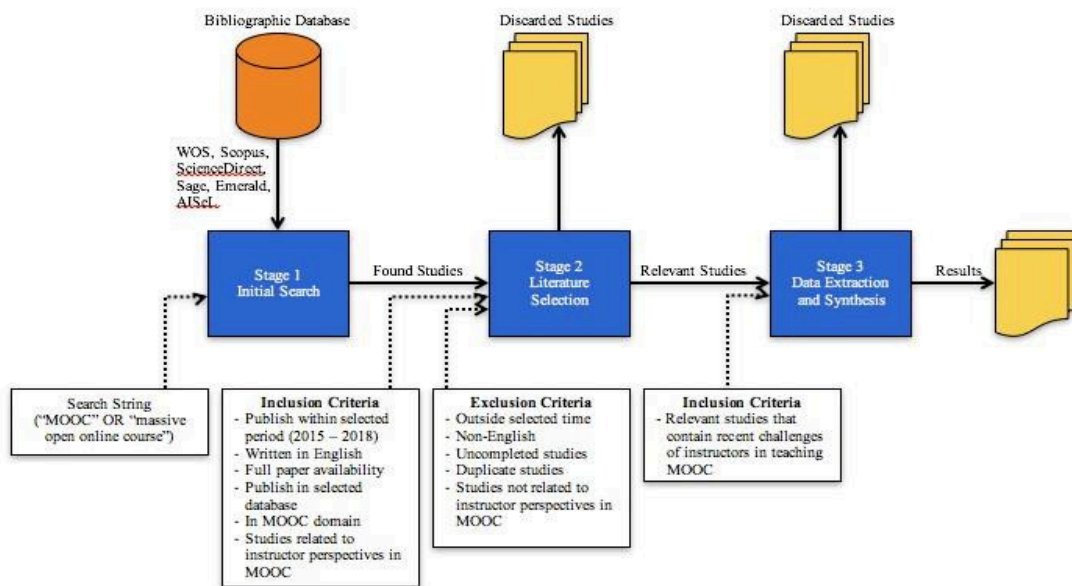 Bibliographic Database
Discarded Studies
Discarded Studies
WOS, Scopus,
ScienceDirect,
Sage, Emerald,
AISeL
Stage 1
Initial Search
Found Studies
Stage 2
Literature
Selection
Relevant Studies
Stage 3
Data Extraction
and Synthesis
Results
Search String
(“MOOC” OR “massive
open online course”)
Inclusion Criteria
- Publish within selected
period (2015 – 2018)
- Written in English
- Full paper availability
- Publish in selected
database
- In MOOC domain
- Studies related to
instructor perspectives in
MOOC
Exclusion Criteria
- Outside selected time
- Non-English
- Uncompleted studies
- Duplicate studies
- Studies not related to
instructor perspectives in
MOOC
Inclusion Criteria
- Relevant studies that
contain recent challenges
of instructors in teaching
MOOC